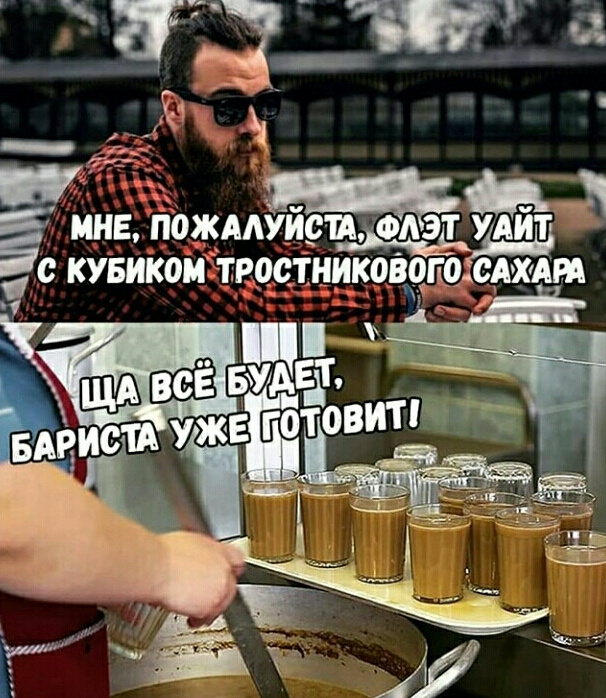 МНЕ, ПОЖАЛУЙСТА, ФЛЭТ УАЙТ
С КУБИКОМ ТРОСТНИКОВОГО САХАРА
ЩА ВСЁ БУДЕТ,
БАРИСТА УЖЕ ГОТОВИТ!